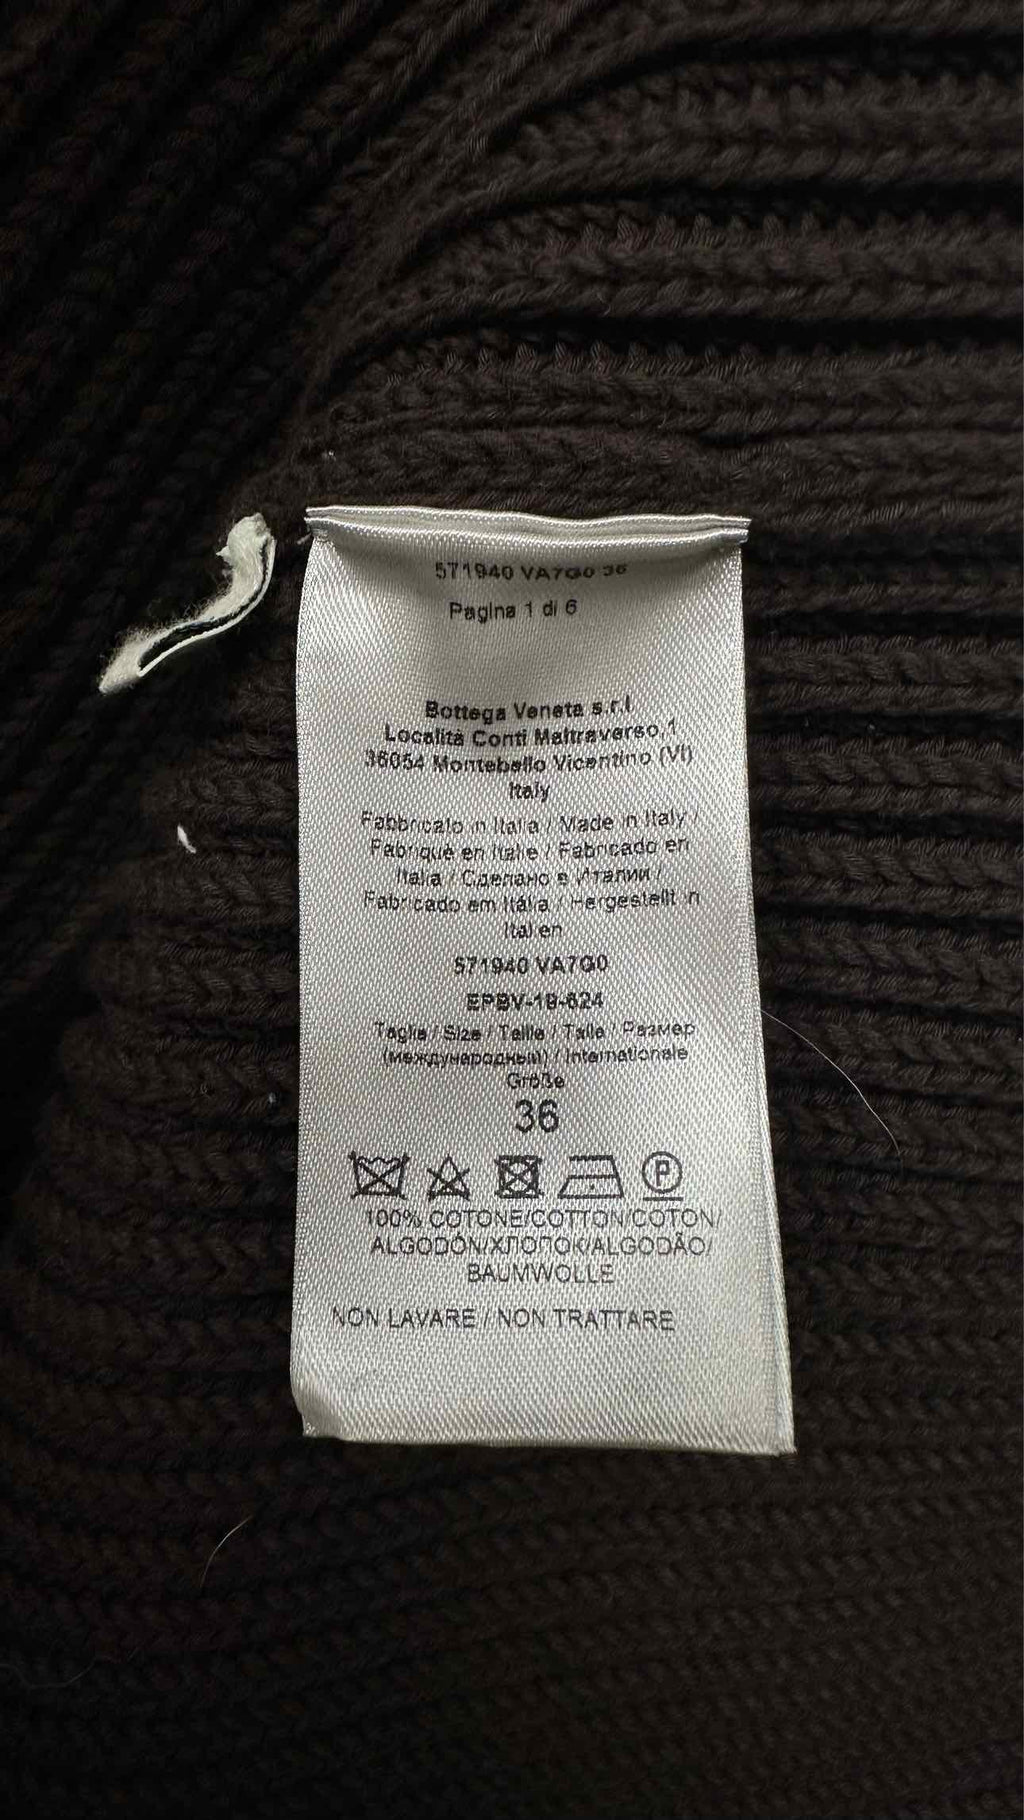 571940 VA7G0 36
Pagina 1 di 6
Bottega Veneta s.r.l
Località Conti Maltraverso,1
36054 Montebello Vicentino (VI)
Italy
Fabbricato in Italia / Made in Italy /
Fabriqué en Italie / Fabricado en
Italia / Сделано в Италии /
Fabricado em Itália / Hergestellt in
Italien
571940 VA7G0
EPBV-19-624
Taglia / Size / Taille / Talla / Размер
(международный) / Internationale
Größe
36
P
100% COTONE/COTTON/COTON/
ALGODÓN/ХЛОПОК/ALGODÃO/
BAUMWOLLE
NON LAVARE / NON TRATTARE